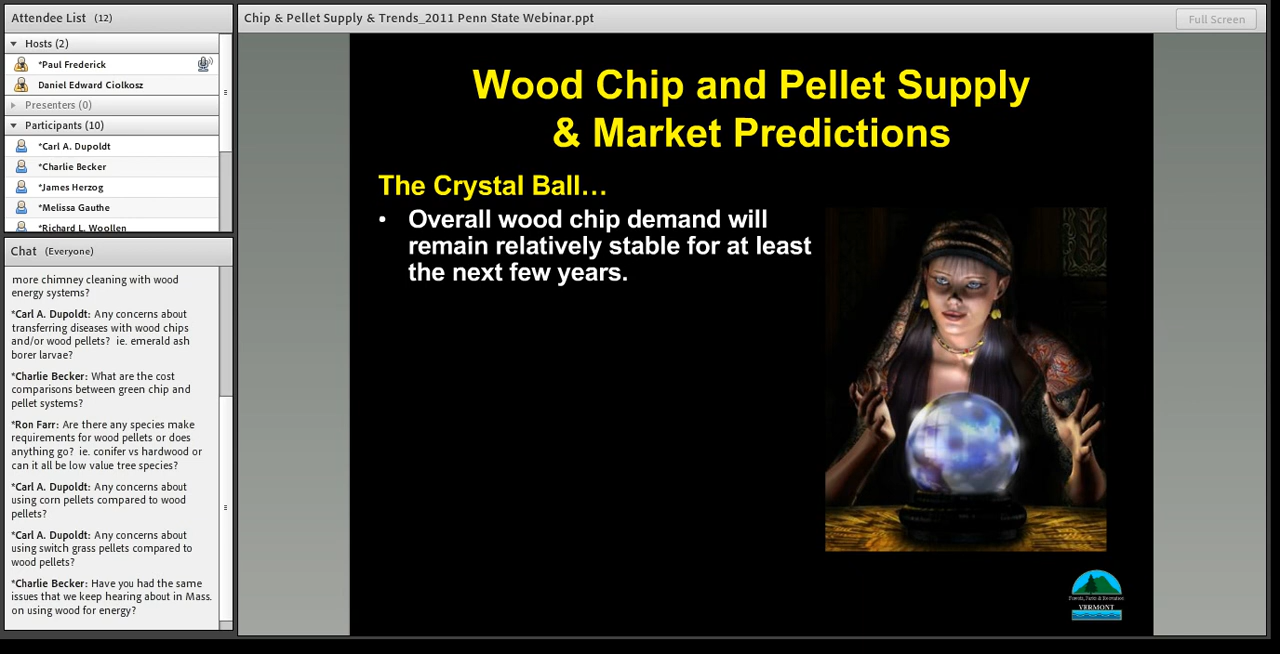 Attendee List (12)
Hosts (2)
*Paul Frederick
Daniel Edward Ciolkosz
Presenters (0)
Participants (10)
*Carl A. Dupoldt
*Charlie Becker
*James Herzog
*Melissa Gauthe
*Richard L. Woollen
Chat (Everyone)
more chimney cleaning with wood
energy systems?
*Carl A. Dupoldt: Any concerns about
transferring diseases with wood chips
and/or wood pellets? ie. emerald ash
borer larvae?
*Charlie Becker: What are the cost
comparisons between green chip and
pellet systems?
*Ron Farr: Are there any species make
requirements for wood pellets or does
anything go? ie. conifer vs hardwood or
can it all be low value tree species?
*Carl A. Dupoldt: Any concerns about
using corn pellets compared to wood
pellets?
*Carl A. Dupoldt: Any concerns about
using switch grass pellets compared to
wood pellets?
*Charlie Becker: Have you had the same
issues that we keep hearing about in Mass.
on using wood for energy?
Chip & Pellet Supply & Trends_2011 Penn State Webinar.ppt
Full Screen
Wood Chip and Pellet Supply
& Market Predictions
The Crystal Ball…
• Overall wood chip demand will
remain relatively stable for at least
the next few years.
Forests, Parks & Recreation
VERMONT